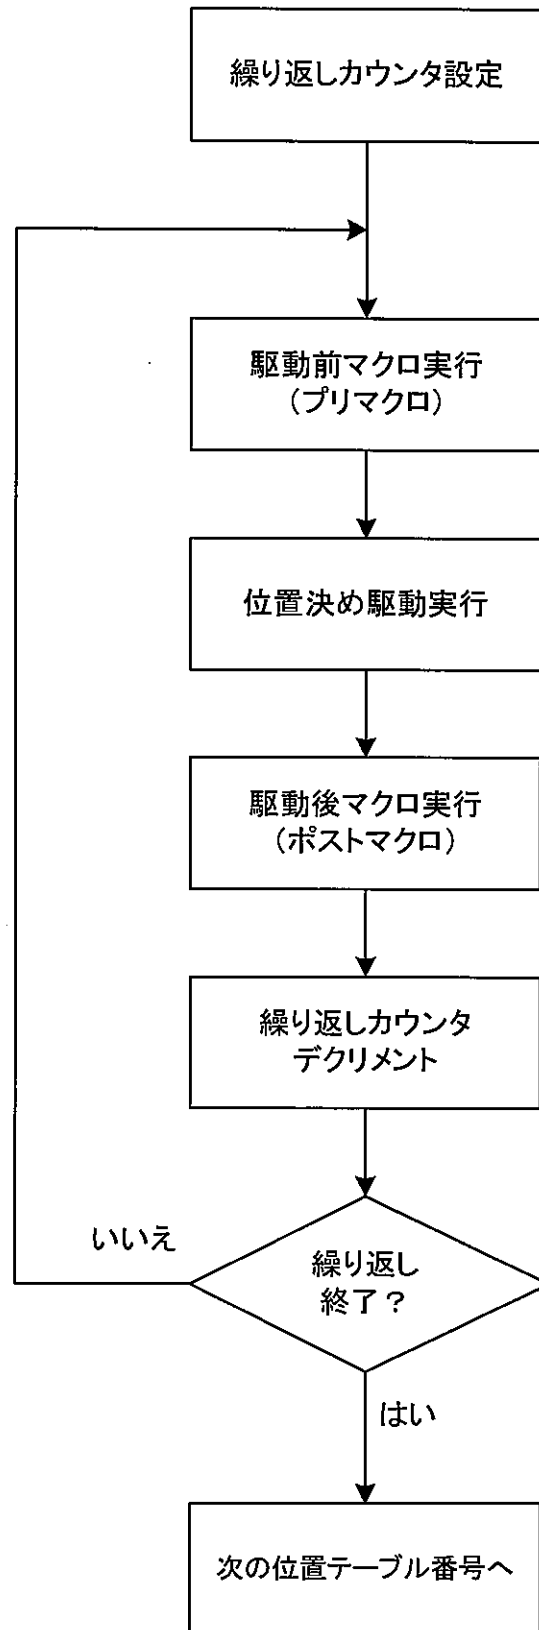 繰り返しカウンタ設定
駆動前マクロ実行
(プリマクロ)
位置決め駆動実行
駆動後マクロ実行
(ポストマクロ)
繰り返しカウンタ
デクリメント
いいえ
繰り返し
終了?
はい
次の位置テーブル番号へ